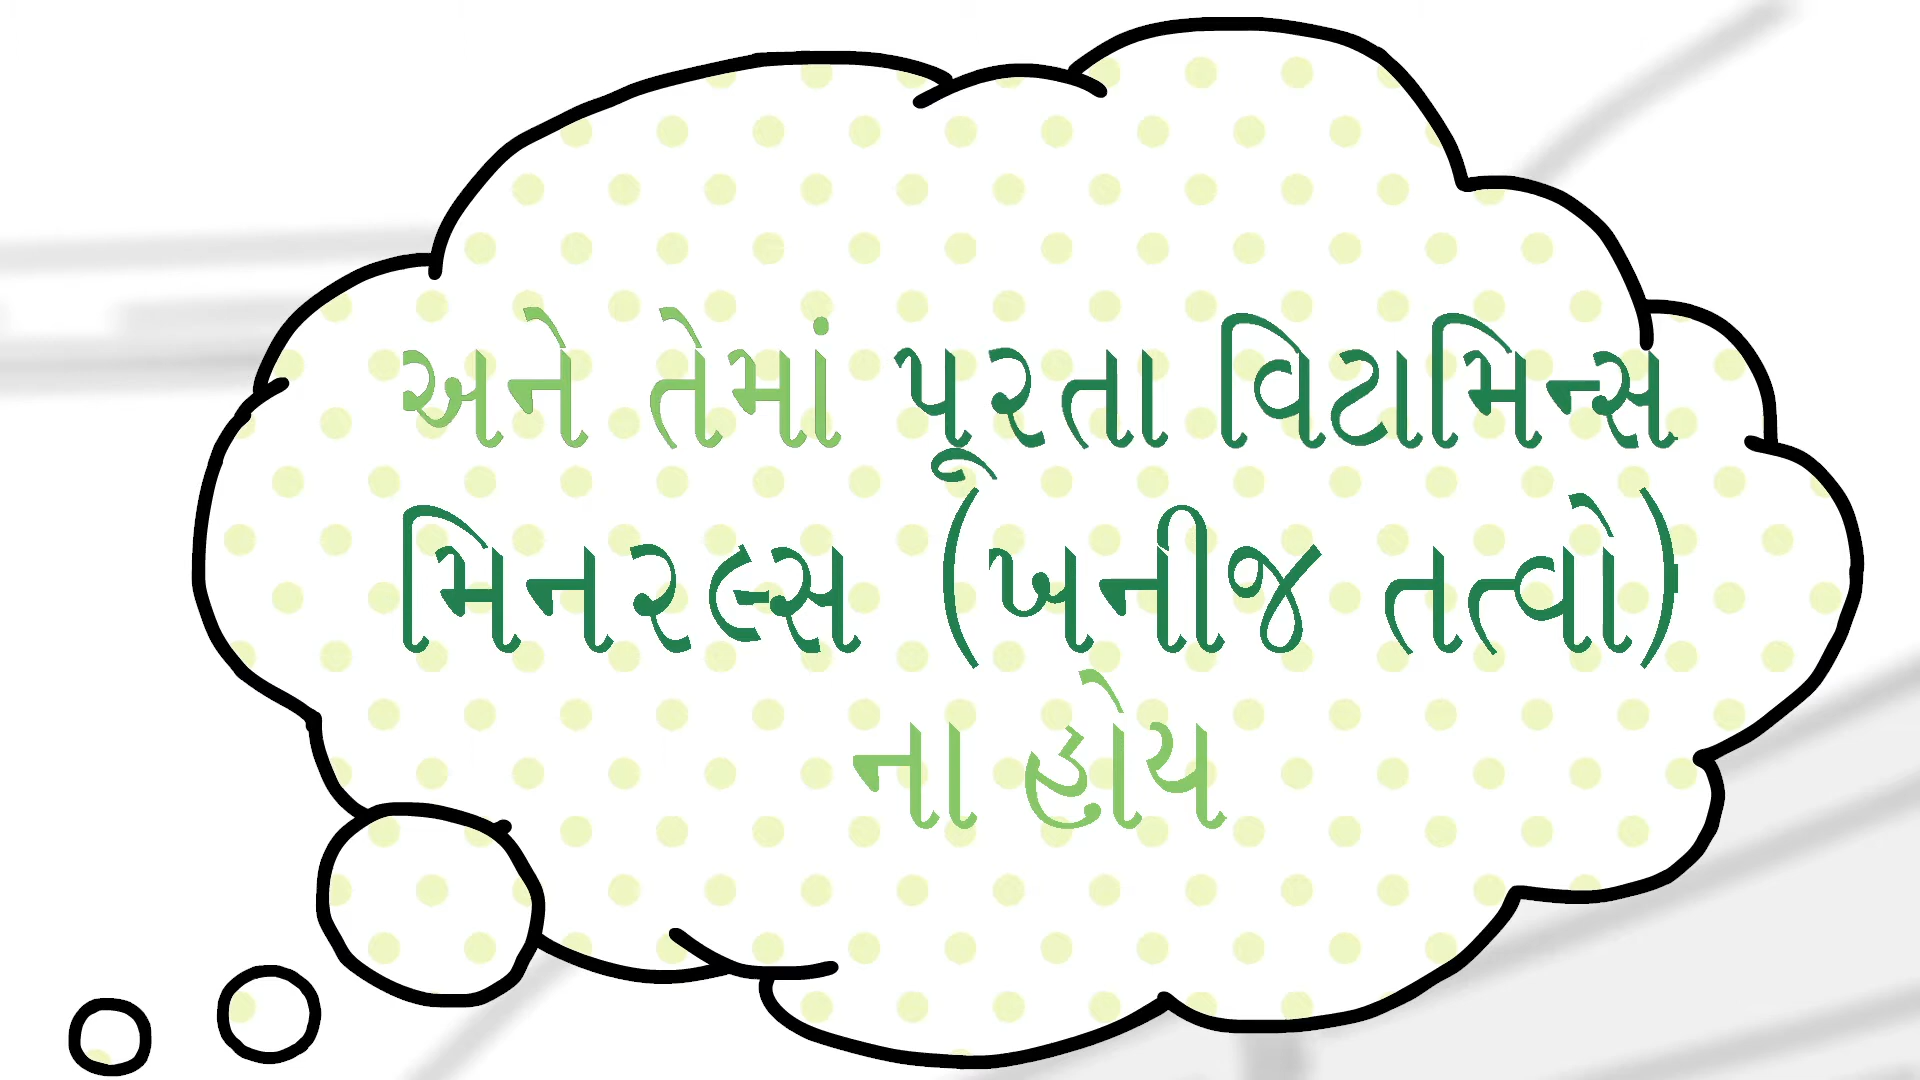 અને તેમાં પૂરતા વિટામિન્સ
મિનરલ્સ (ખનીજ તત્વો)
ના હોય